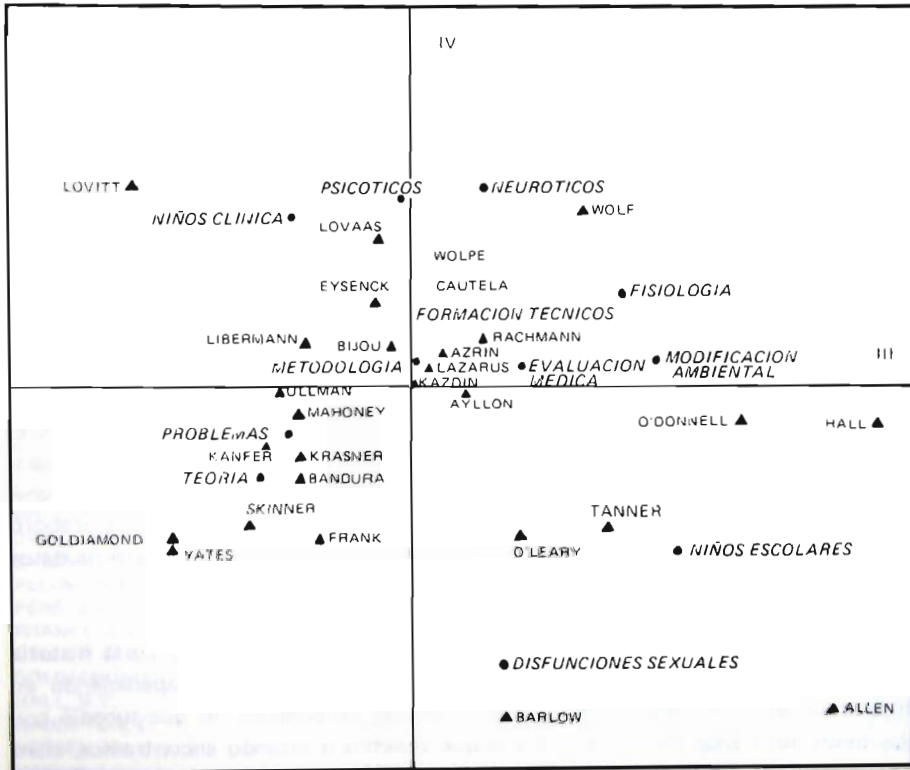 IV
LOVITT
PSICOTICOS
NEUROTICOS
NIÑOS CLINICA
WOLF
LOVAAS
WOLPE
EYSENCK
CAUTELA
FISIOLOGIA
FORMACION TECNICOS
LIBERMANN
BIJOU
RACHMANN
AZRIN
III
METODOLOGIA
LAZARUS
EVALUACION
MEDICA
MODIFICACION
AMBIENTAL
KAZDIN
ULLMAN
AYLLON
MAHONEY
O'DONNELL
HALL
PROBLEMAS
KANFER
KRASNER
TEORIA
BANDURA
SKINNER
TANNER
GOLDIAMOND
YATES
FRANK
O'LEARY
NIÑOS ESCOLARES
DISFUNCIONES SEXUALES
BARLOW
ALLEN